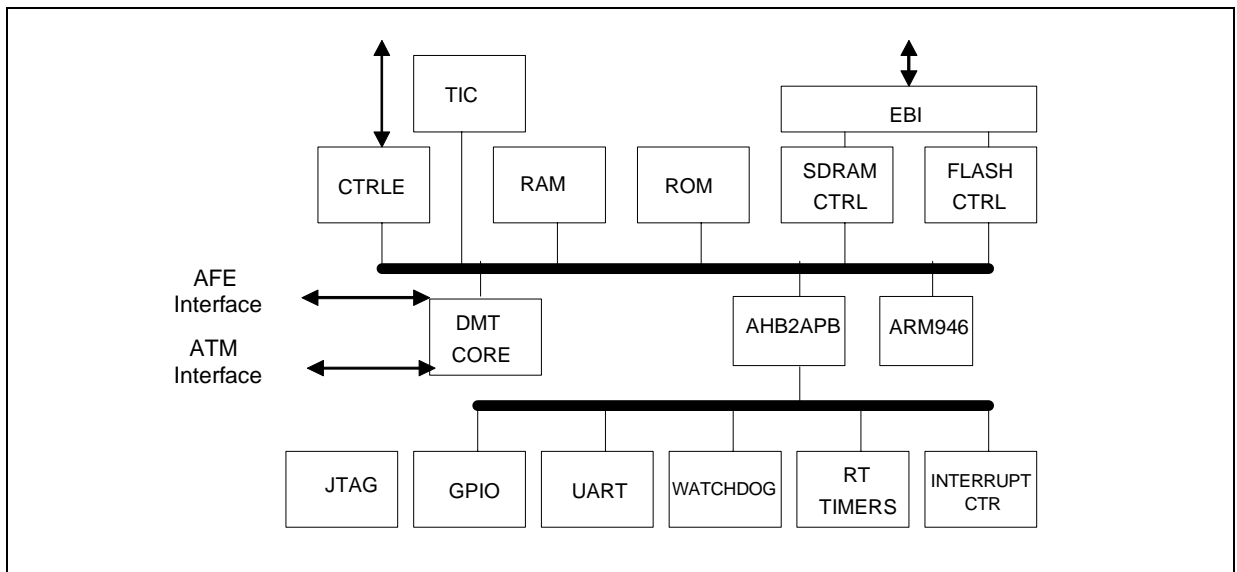 TIC
EBI
CTRLE
RAM
ROM
SDRAM
CTRL
FLASH
CTRL
AFE
Interface
ATM
Interface
DMT
CORE
AHB2APB
ARM946
JTAG
GPIO
UART
WATCHDOG
RT
TIMERS
INTERRUPT
CTR